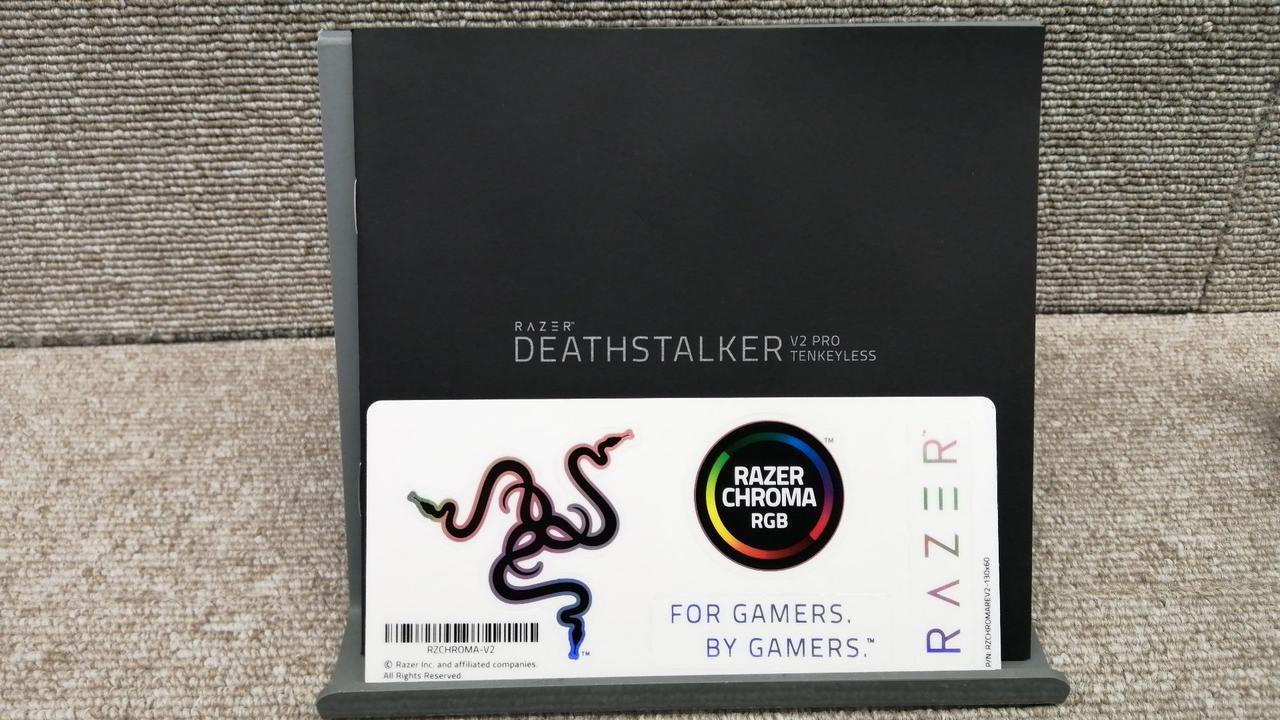 RAZER™
DEATHSTALKER V2 PRO
TENKEYLESS
RAZER
CHROMA
RGB
™
FOR GAMERS.
BY GAMERS.™
RZCHROMA-V2
™
© Razer Inc. and affiliated companies.
All Rights Reserved.
RAZER™
P/N: RZCHROMAREV2-130x60